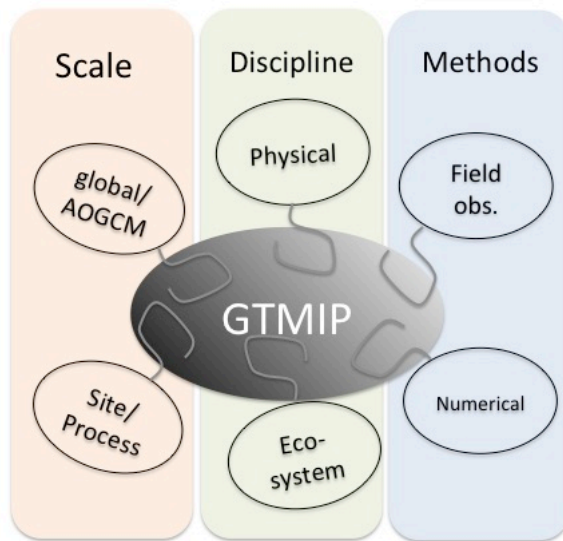 Scale
Discipline
Methods
Physical
global/
AOGCM
Field
obs.
GTMIP
Site/
Process
Eco-
system
Numerical